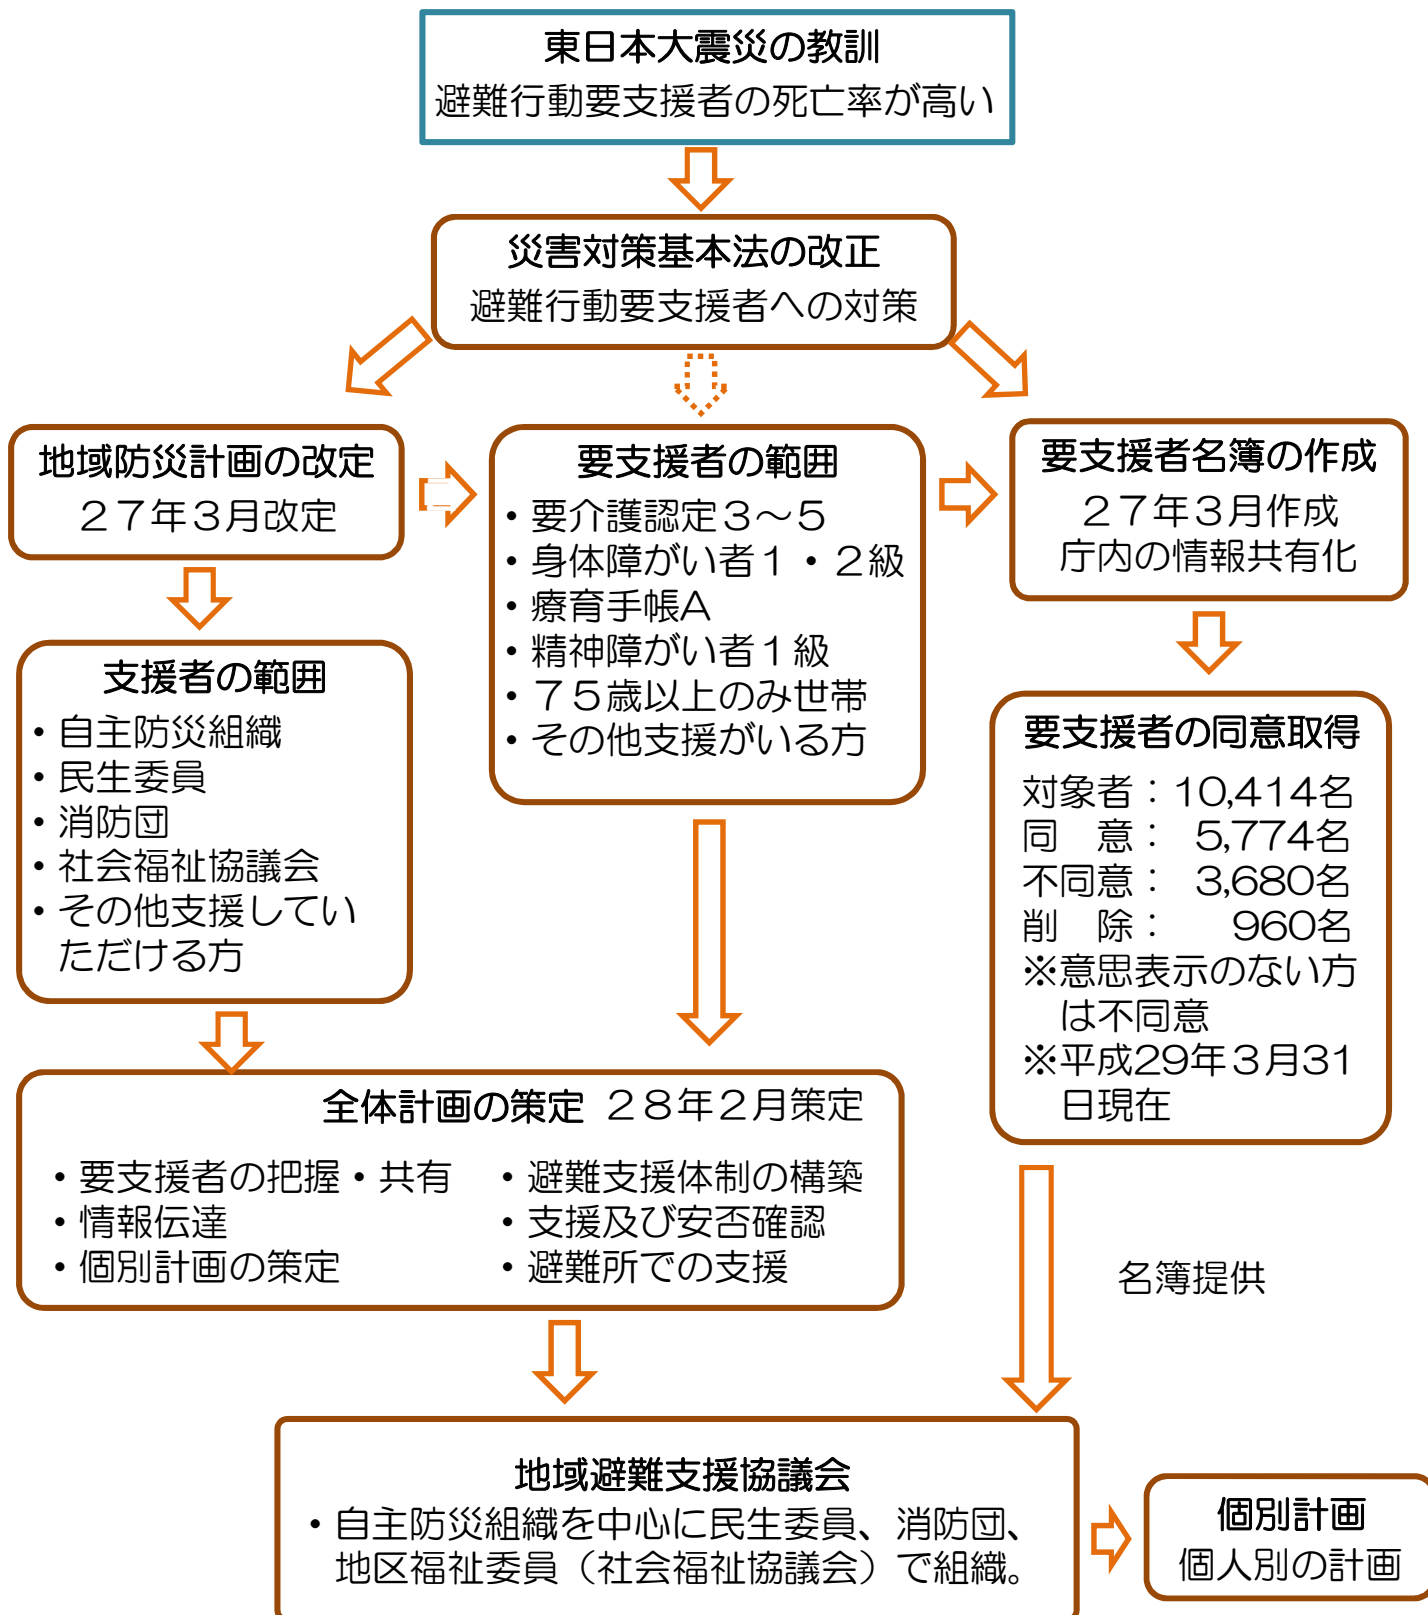 東日本大震災の教訓
避難行動要支援者の死亡率が高い
災害対策基本法の改正
避難行動要支援者への対策
地域防災計画の改定
２７年３月改定
要支援者の範囲
・要介護認定３～５
・身体障がい者１・２級
・療育手帳A
・精神障がい者１級
・７５歳以上のみ世帯
・その他支援がいる方
要支援者名簿の作成
２７年３月作成
庁内の情報共有化
支援者の範囲
・自主防災組織
・民生委員
・消防団
・社会福祉協議会
・その他支援してい
ただける方
要支援者の同意取得
対象者：10,414名
同　意：　5,774名
不同意：　3,680名
削　除：　　960名
※意思表示のない方
は不同意
※平成29年３月31
日現在
全体計画の策定　２８年２月策定
・要支援者の把握・共有　・避難支援体制の構築
・情報伝達　・支援及び安否確認
・個別計画の策定　・避難所での支援
名簿提供
地域避難支援協議会
・自主防災組織を中心に民生委員、消防団、
地区福祉委員（社会福祉協議会）で組織。
個別計画
個人別の計画